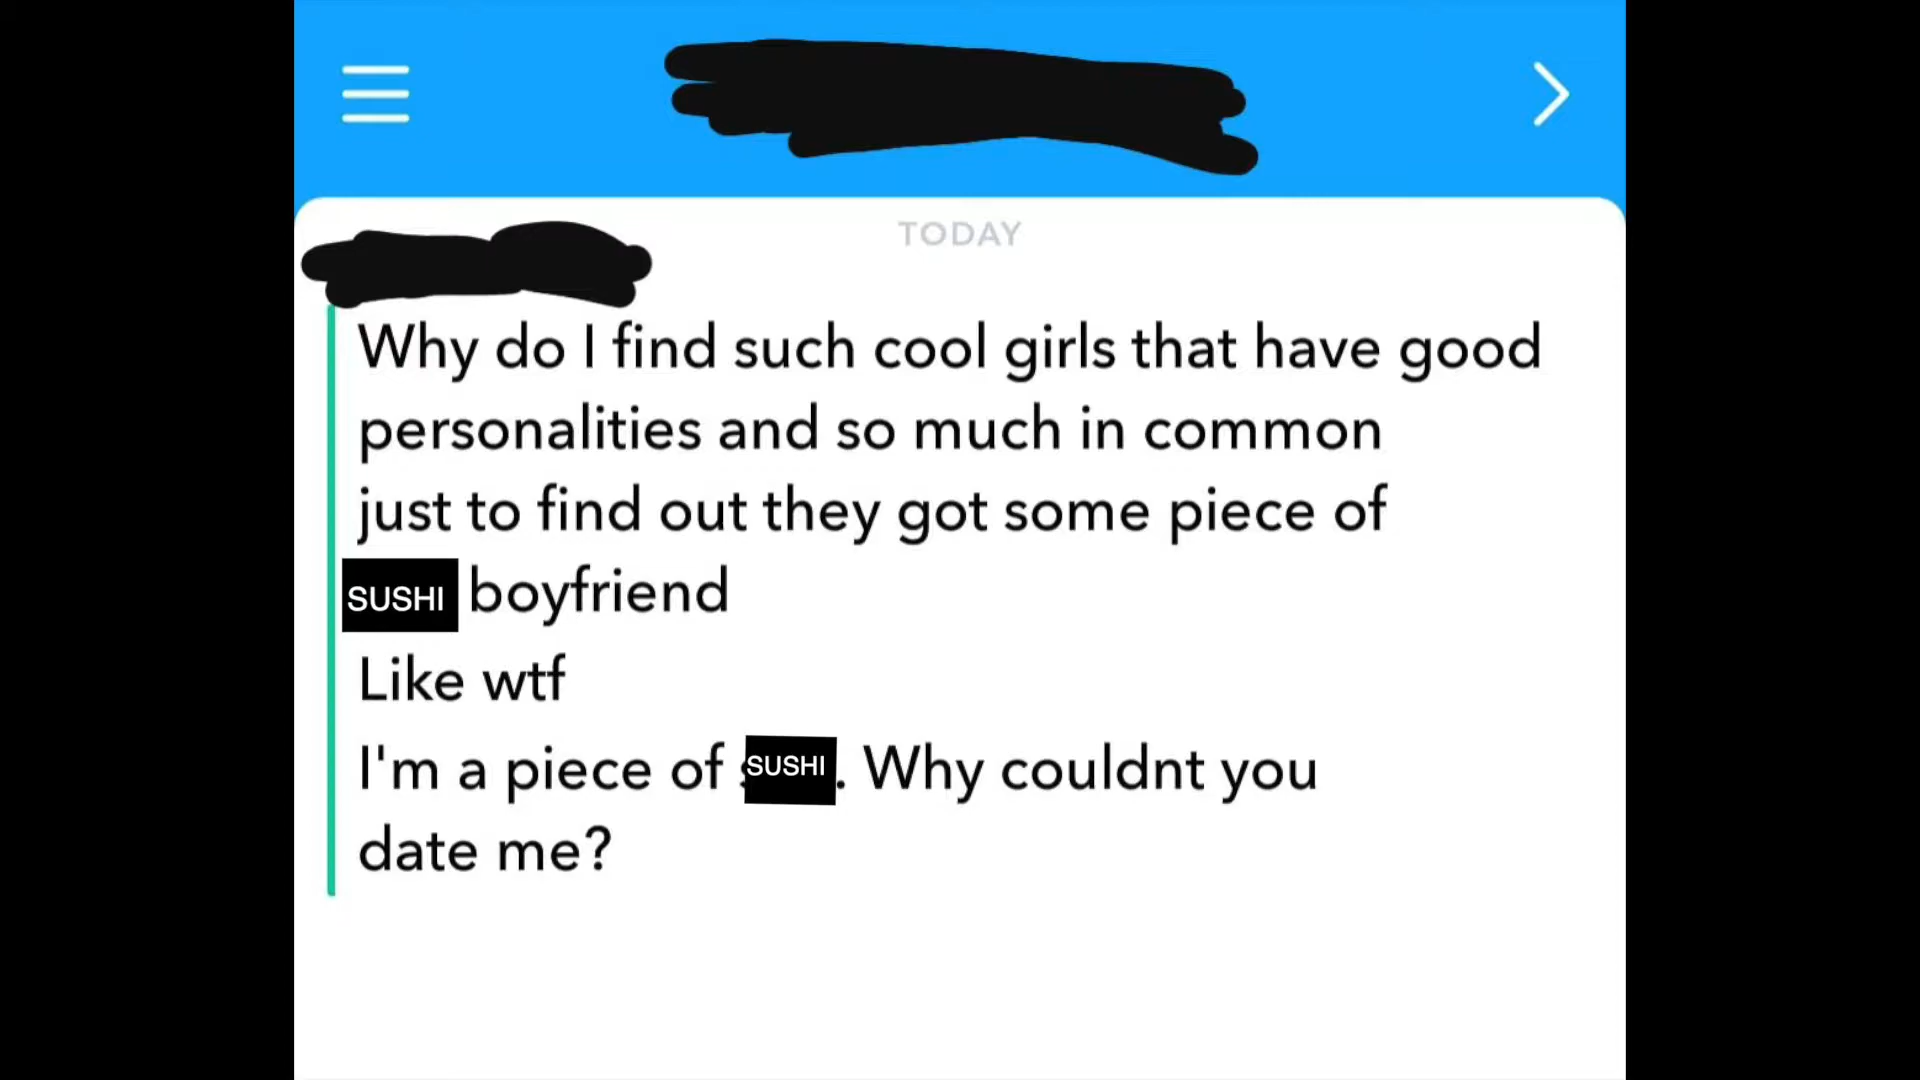 TODAY
Why do I find such cool girls that have good
personalities and so much in common
just to find out they got some piece of
SUSHI boyfriend
Like wtf
I'm a piece of SUSHI. Why couldnt you
date me?